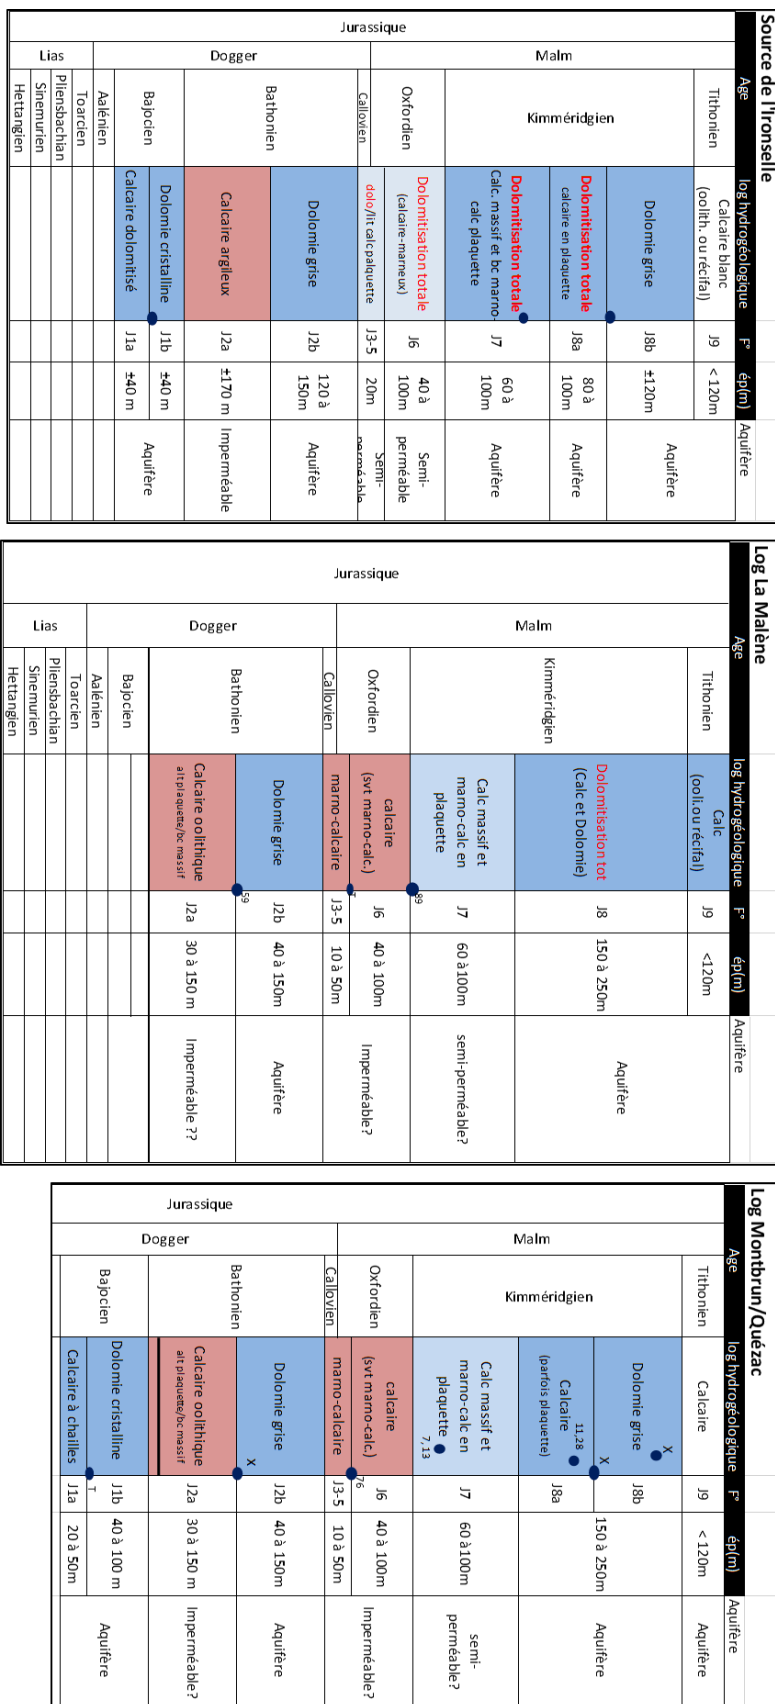 Source de l'Ironselle
Age
log hydrogéologique
F°
ép(m)
Aquifère
Jurassique
Malm
Dogger
Lias
Tithonien
Calcaire blanc
(oolith. ou récifal)
J9
< 120m
Kimméridgien
Dolomie grise
J8b
±120m
Aquifère
Dolomitisation totale
calcaire en plaquette
J8a
80 à
100m
Aquifère
Dolomitisation totale
Calc. massif et bc marno-
calc plaquette
J7
60 à
100m
Aquifère
Oxfordien
Dolomitisation totale
(calcaire-marneux)
J6
40 à
100m
Semi-
perméable
Callovien
dolo/lit calc palquette
J3-5
20m
Semi-
perméable
Bathonien
Dolomie grise
J2b
120 à
150m
Aquifère
Calcaire argileux
J2a
±170 m
Imperméable
Bajocien
Dolomie cristalline
J1b
±40 m
Aquifère
Calcaire dolomitisé
J1a
±40 m
Aalénien
Toarcien
Pliensbachian
Sinemurien
Hettangien
Log La Malène
Age
log hydrogéologique
F°
ép(m)
Aquifère
Jurassique
Malm
Dogger
Lias
Tithonien
Calc
(ooli.ou récifal)
J9
<120m
Kimméridgien
Dolomitisation tot
(Calc et Dolomie)
J8
150 à 250m
Aquifère
Calc massif et
marno-calc en
plaquette
89
J7
60 à100m
semi-perméable?
Oxfordien
calcaire
(svt marno-calc.)
J6
40 à 100m
Imperméable?
Callovien
marno-calcaire
J3-5
10 à 50m
Bathonien
Dolomie grise
59
J2b
40 à 150m
Aquifère
Calcaire oolithique
alt plaquette/bc massif
J2a
30 à 150 m
Imperméable ??
Bajocien
Aalénien
Toarcien
Pliensbachian
Sinemurien
Hettangien
Log Montbrun/Quézac
Age
log hydrogéologique
F°
ép(m)
Aquifère
Jurassique
Malm
Dogger
Tithonien
Calcaire
J9
< 120m
Aquifère
Kimméridgien
Dolomie grise
X
J8b
150 à 250m
Aquifère
X
Calcaire
(parfois plaquette)
11,28
J8a
Calc massif et
marno-calc en
plaquette
7,13
J7
60 à100m
semi-
perméable?
Oxfordien
calcaire
(svt marno-calc.)
76
J6
40 à 100m
Imperméable?
Callovien
marno-calcaire
J3-5
10 à 50m
Bathonien
Dolomie grise
X
J2b
40 à 150m
Aquifère
Calcaire oolithique
alt plaquette/bc massif
J2a
30 à 150 m
Imperméable?
Bajocien
Dolomie cristalline
T
J1b
40 à 100 m
Aquifère
Calcaire à chailles
J1a
20 à 50m